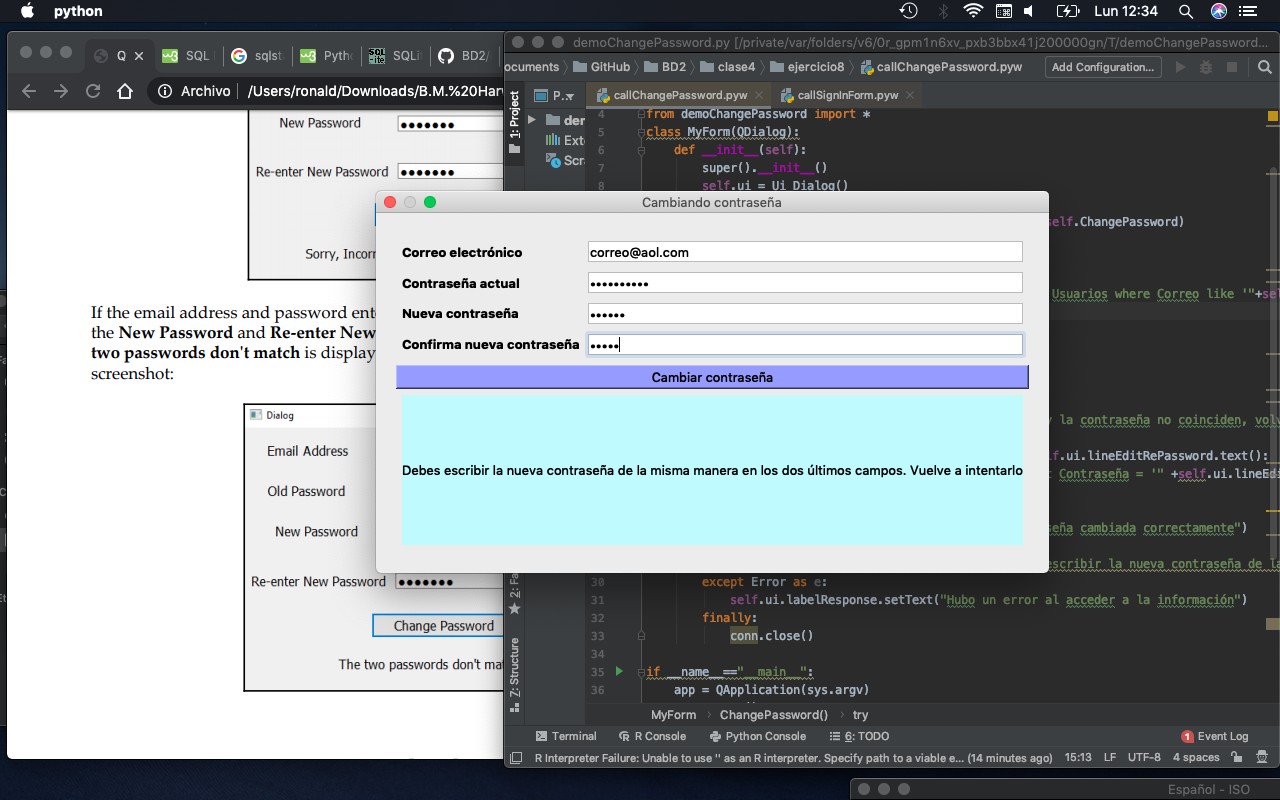 python
Lun 12:34
Q
SQL
sqlst
Pytho
SQLit
BD2/
Archivo
/Users/ronald/Downloads/B.M.%20Har
New Password
Re-enter New Password
Sorry, Incorr
If the email address and password ent
the New Password and Re-enter New
two passwords don't match is display
screenshot:
Dialog
Email Address
Old Password
New Password
Re-enter New Password
Change Password
The two passwords don't mat
demoChangePassword.py [/private/var/folders/v6/0r_gpm1n6xv_pxb3bbx41j200000gn/T/demoChangePassword...
ocuments
GitHub
BD2
clase4
ejercicio8
callChangePassword.pyw
Add Configuration...
1: Project
P..
callChangePassword.pyw
callSignInForm.pyw
der
Exte
Scra
4 from demoChangePassword import *
5 class MyForm(QDialog):
6 def __init__(self):
7 super().__init__()
8 self.ui = Ui_Dialog()
self.ChangePassword)
Usuarios where Correo like '"+sel
y la contraseña no coinciden, volv
lf.ui.lineEditRePassword.text():
Contraseña = '" +self.ui.lineEd
eña cambiada correctamente")
escribir la nueva contraseña de la
30 except Error as e:
31 self.ui.labelResponse.setText("Hubo un error al acceder a la información")
32 finally:
33 conn.close()
34
35 if __name__=="__main__":
36 app = QApplication(sys.argv)
2: Fa
7: Structure
MyForm
ChangePassword()
try
Terminal
R Console
Python Console
6: TODO
1 Event Log
R Interpreter Failure: Unable to use '' as an R interpreter. Specify path to a viable e... (14 minutes ago)
15:13
LF
UTF-8
4 spaces
Español - ISO
Cambiando contraseña
Correo electrónico
correo@aol.com
Contraseña actual
Nueva contraseña
Confirma nueva contraseña
Cambiar contraseña
Debes escribir la nueva contraseña de la misma manera en los dos últimos campos. Vuelve a intentarlo